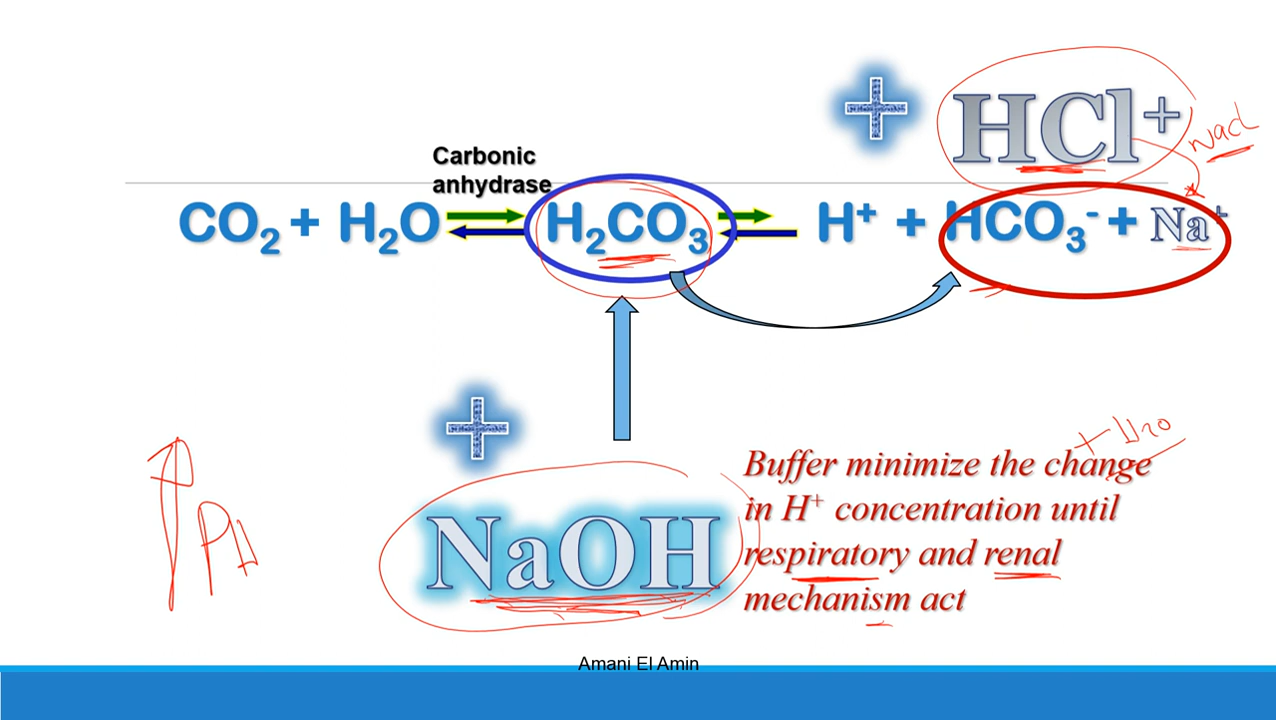 + HCl+
Nacl
Carbonic
anhydrase
CO₂ + H₂O H₂CO₃ H⁺ + HCO₃⁻ + Na⁺
+
+ H₂O
NaOH
PH
Buffer minimize the change
in H⁺ concentration until
respiratory and renal
mechanism act
Amani El Amin